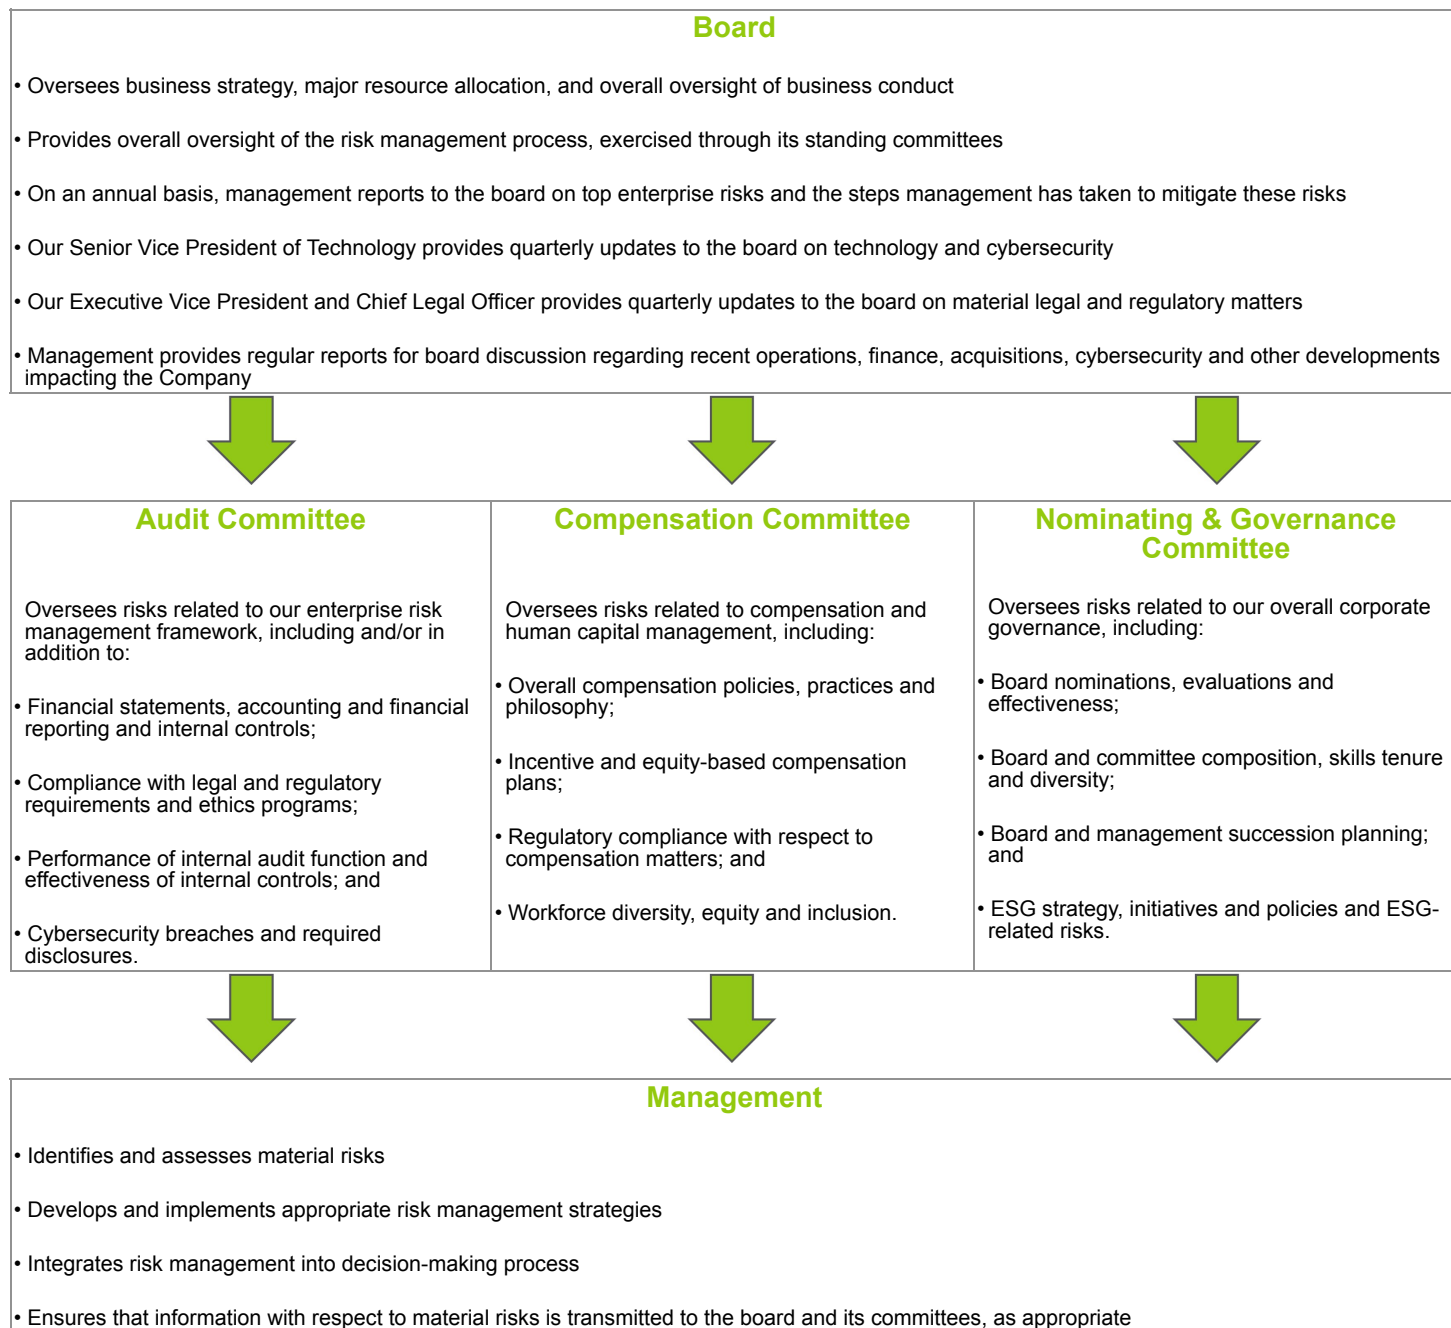 Board
• Oversees business strategy, major resource allocation, and overall oversight of business conduct
• Provides overall oversight of the risk management process, exercised through its standing committees
• On an annual basis, management reports to the board on top enterprise risks and the steps management has taken to mitigate these risks
• Our Senior Vice President of Technology provides quarterly updates to the board on technology and cybersecurity
• Our Executive Vice President and Chief Legal Officer provides quarterly updates to the board on material legal and regulatory matters
• Management provides regular reports for board discussion regarding recent operations, finance, acquisitions, cybersecurity and other developments
impacting the Company
Audit Committee
Oversees risks related to our enterprise risk
management framework, including and/or in
addition to:
• Financial statements, accounting and financial
reporting and internal controls;
• Compliance with legal and regulatory
requirements and ethics programs;
• Performance of internal audit function and
effectiveness of internal controls; and
• Cybersecurity breaches and required
disclosures.
Compensation Committee
Oversees risks related to compensation and
human capital management, including:
• Overall compensation policies, practices and
philosophy;
• Incentive and equity-based compensation
plans;
• Regulatory compliance with respect to
compensation matters; and
• Workforce diversity, equity and inclusion.
Nominating & Governance
Committee
Oversees risks related to our overall corporate
governance, including:
• Board nominations, evaluations and
effectiveness;
• Board and committee composition, skills tenure
and diversity;
• Board and management succession planning;
and
• ESG strategy, initiatives and policies and ESG-
related risks.
Management
• Identifies and assesses material risks
• Develops and implements appropriate risk management strategies
• Integrates risk management into decision-making process
• Ensures that information with respect to material risks is transmitted to the board and its committees, as appropriate